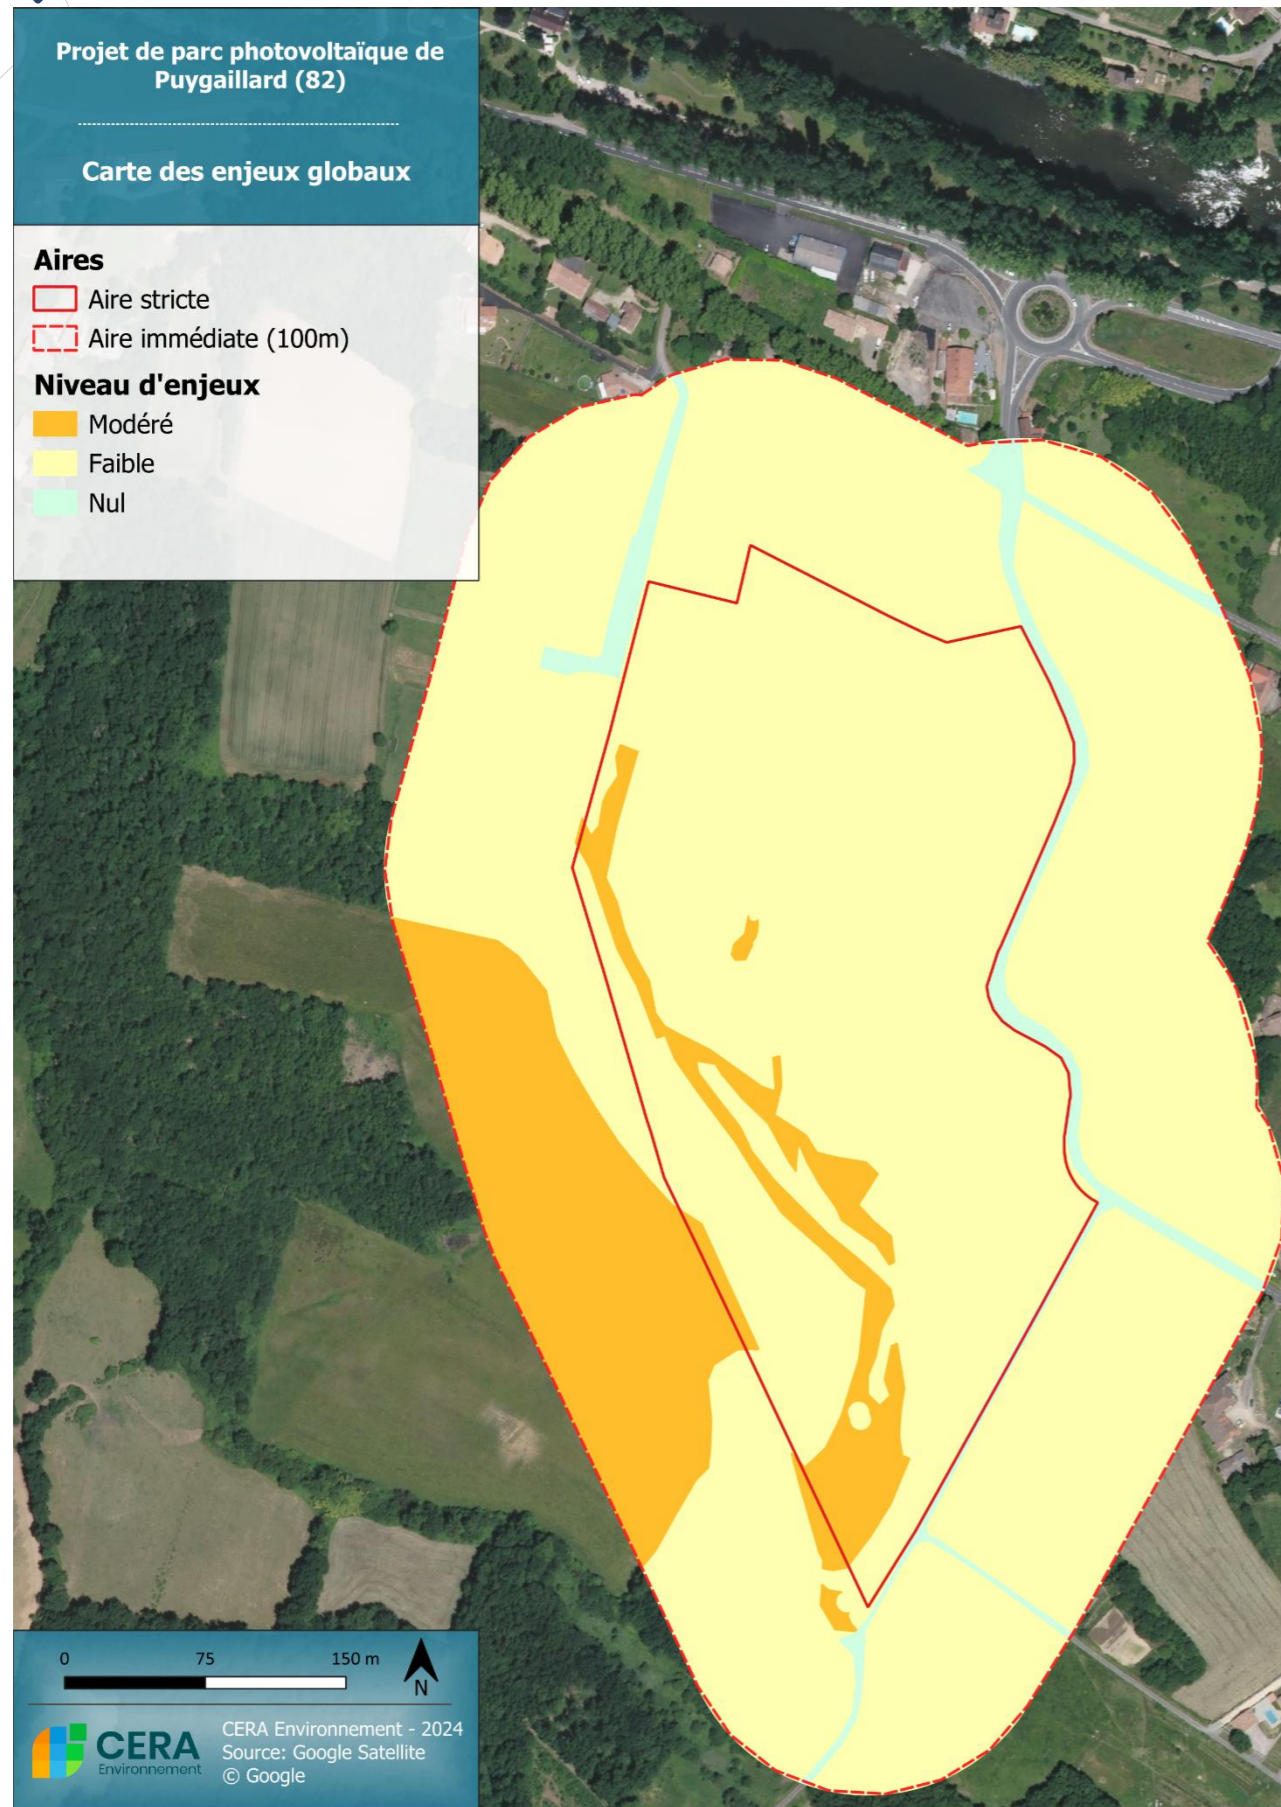 Projet de parc photovoltaïque de
Puygaillard (82)
Carte des enjeux globaux
Aires
Aire stricte
Aire immédiate (100m)
Niveau d'enjeux
Modéré
Faible
Nul
0 75 150 m
N
CERA
Environnement
CERA Environnement - 2024
Source: Google Satellite
© Google